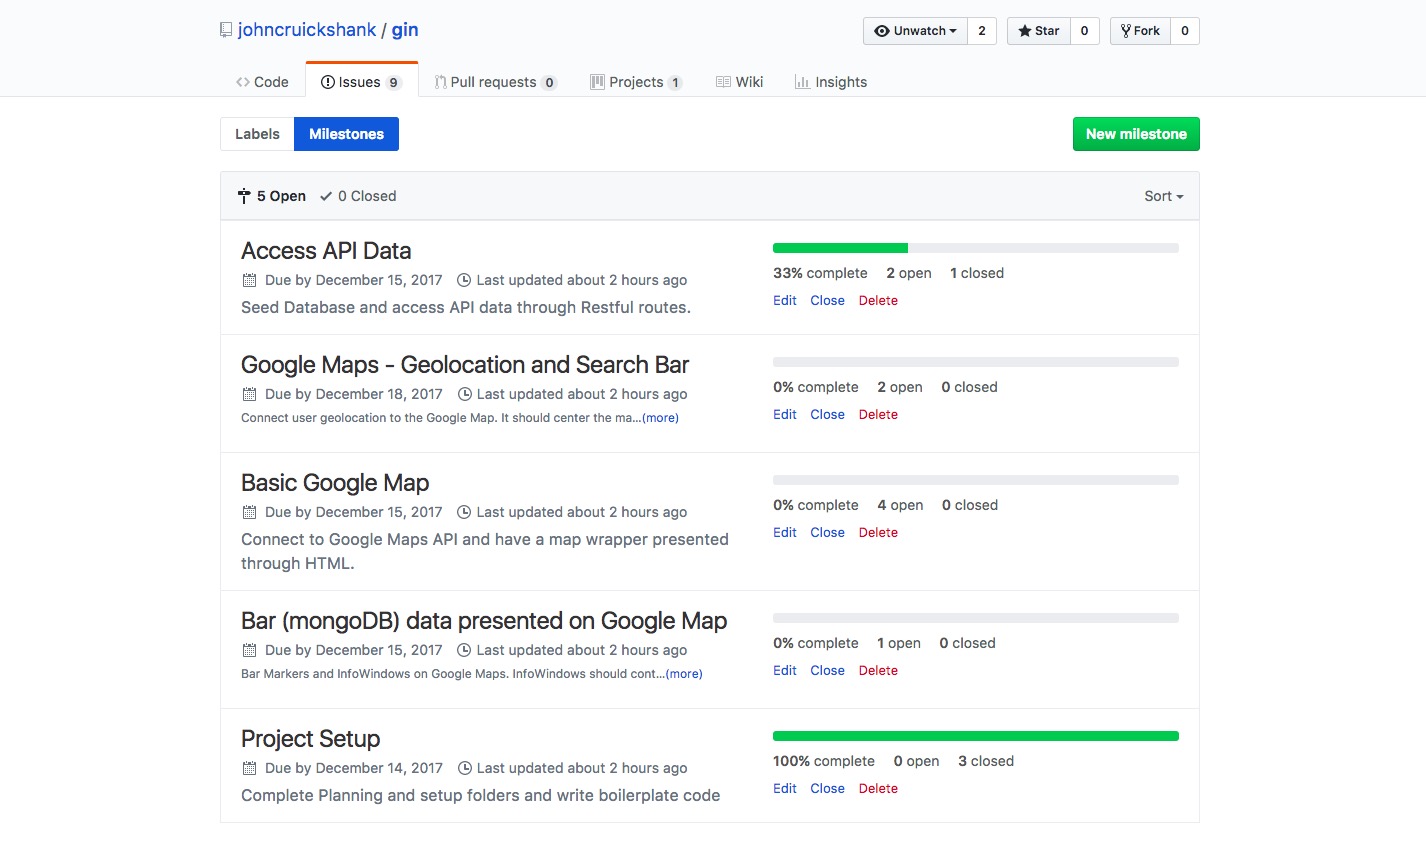 johncruickshank / gin
Unwatch 2 Star 0 Fork 0
Code Issues 9 Pull requests 0 Projects 1 Wiki Insights
Labels Milestones New milestone
5 Open 0 Closed Sort
Access API Data
Due by December 15, 2017 Last updated about 2 hours ago
Seed Database and access API data through Restful routes.
33% complete 2 open 1 closed
Edit Close Delete
Google Maps - Geolocation and Search Bar
Due by December 18, 2017 Last updated about 2 hours ago
Connect user geolocation to the Google Map. It should center the ma...(more)
0% complete 2 open 0 closed
Edit Close Delete
Basic Google Map
Due by December 15, 2017 Last updated about 2 hours ago
Connect to Google Maps API and have a map wrapper presented
through HTML.
0% complete 4 open 0 closed
Edit Close Delete
Bar (mongoDB) data presented on Google Map
Due by December 15, 2017 Last updated about 2 hours ago
Bar Markers and InfoWindows on Google Maps. InfoWindows should cont...(more)
0% complete 1 open 0 closed
Edit Close Delete
Project Setup
Due by December 14, 2017 Last updated about 2 hours ago
Complete Planning and setup folders and write boilerplate code
100% complete 0 open 3 closed
Edit Close Delete